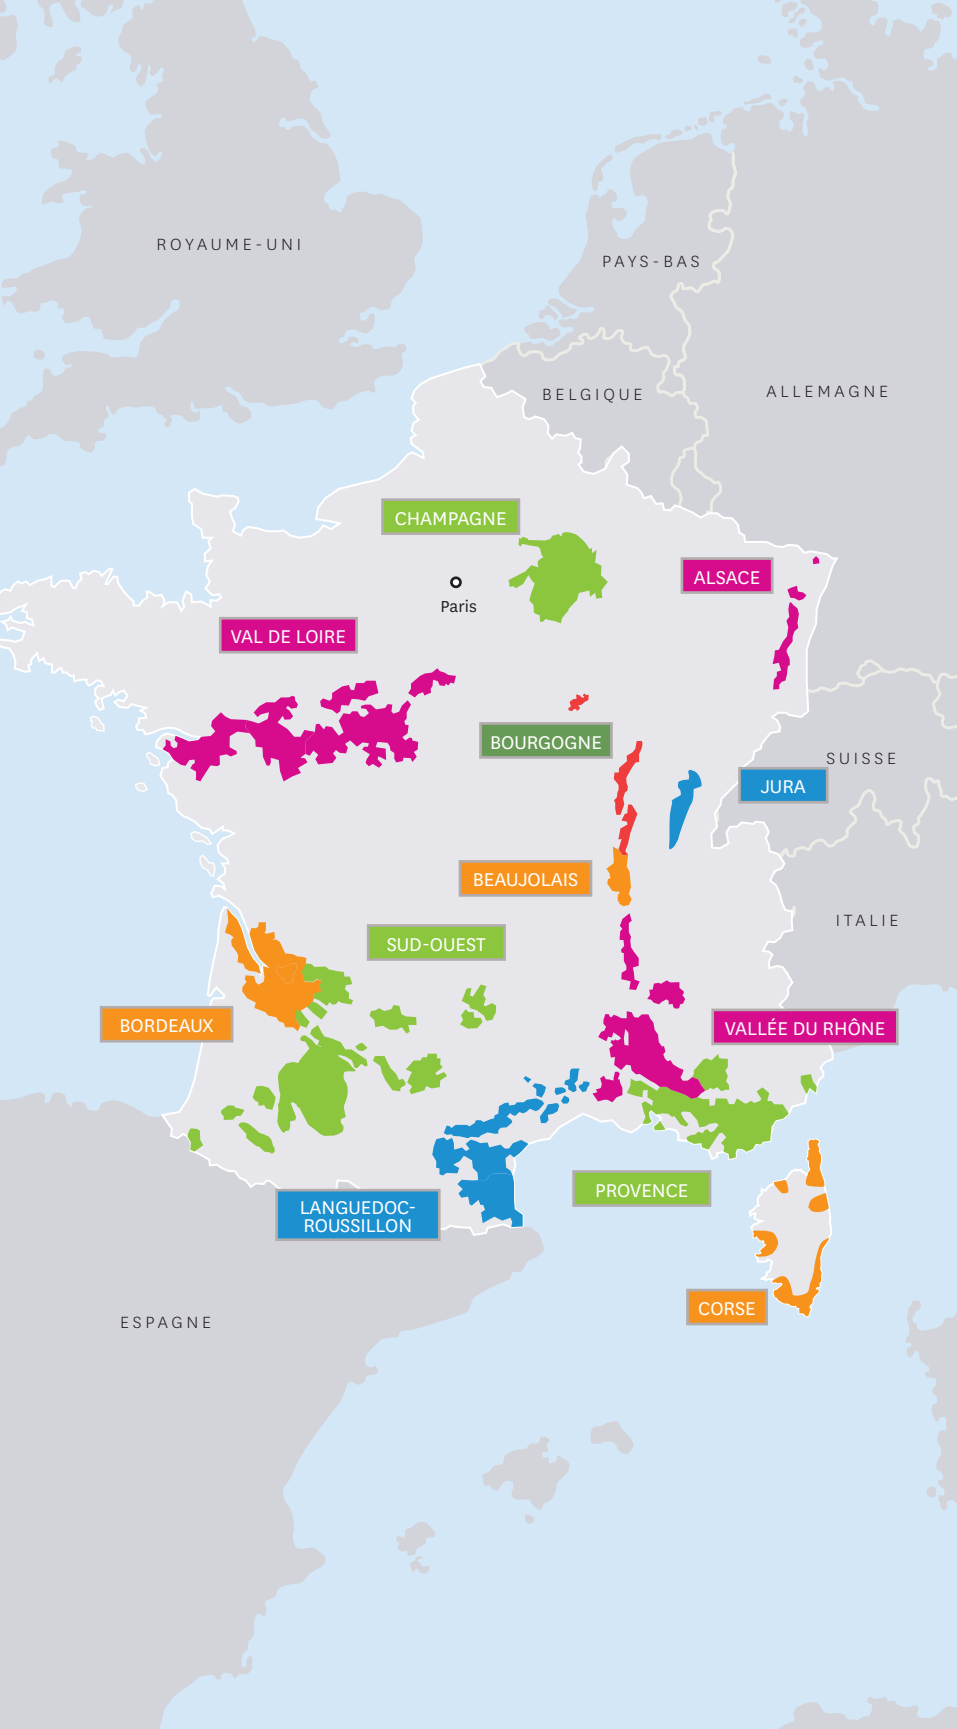 ROYAUME-UNI
PAYS-BAS
BELGIQUE
ALLEMAGNE
CHAMPAGNE
ALSACE
Paris
VAL DE LOIRE
BOURGOGNE
SUISSE
JURA
BEAUJOLAIS
ITALIE
SUD-OUEST
BORDEAUX
VALLÉE DU RHÔNE
PROVENCE
LANGUEDOC-
ROUSSILLON
CORSE
ESPAGNE